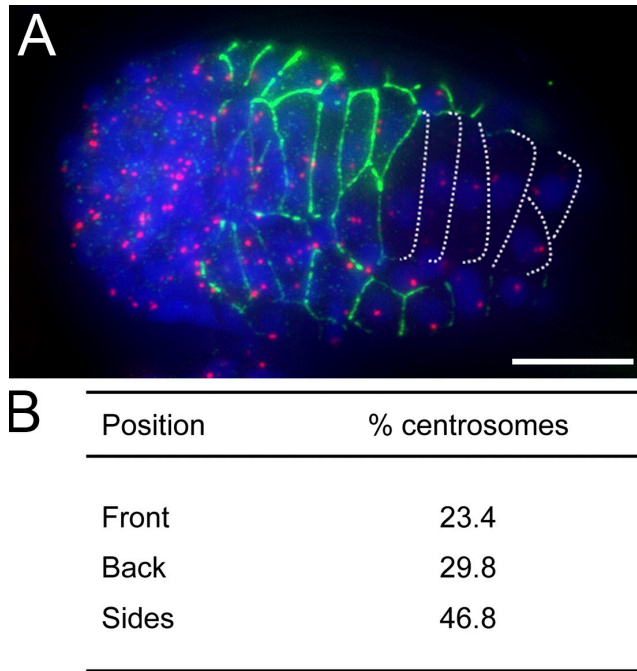 A
B
Position % centrosomes
Front 23.4
Back 29.8
Sides 46.8